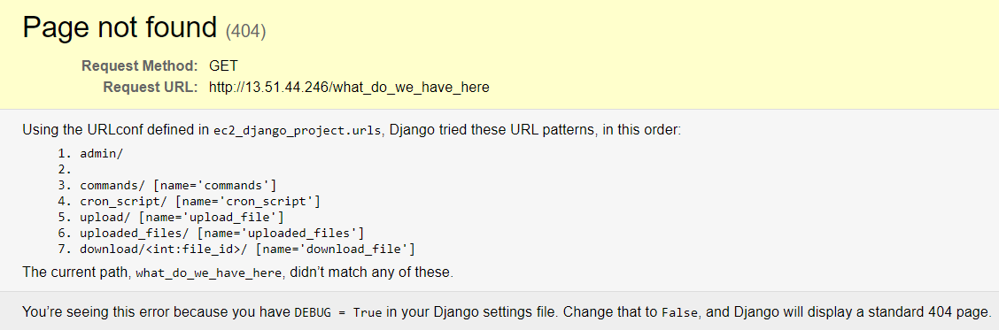 Page not found (404)
Request Method: GET
Request URL: http://13.51.44.246/what_do_we_have_here
Using the URLconf defined in ec2_django_project.urls, Django tried these URL patterns, in this order:
1. admin/
2.
3. commands/ [name='commands']
4. cron_script/ [name='cron_script']
5. upload/ [name='upload_file']
6. uploaded_files/ [name='uploaded_files']
7. download/<int:file_id>/ [name='download_file']
The current path, what_do_we_have_here, didn’t match any of these.
You’re seeing this error because you have DEBUG = True in your Django settings file. Change that to False, and Django will display a standard 404 page.